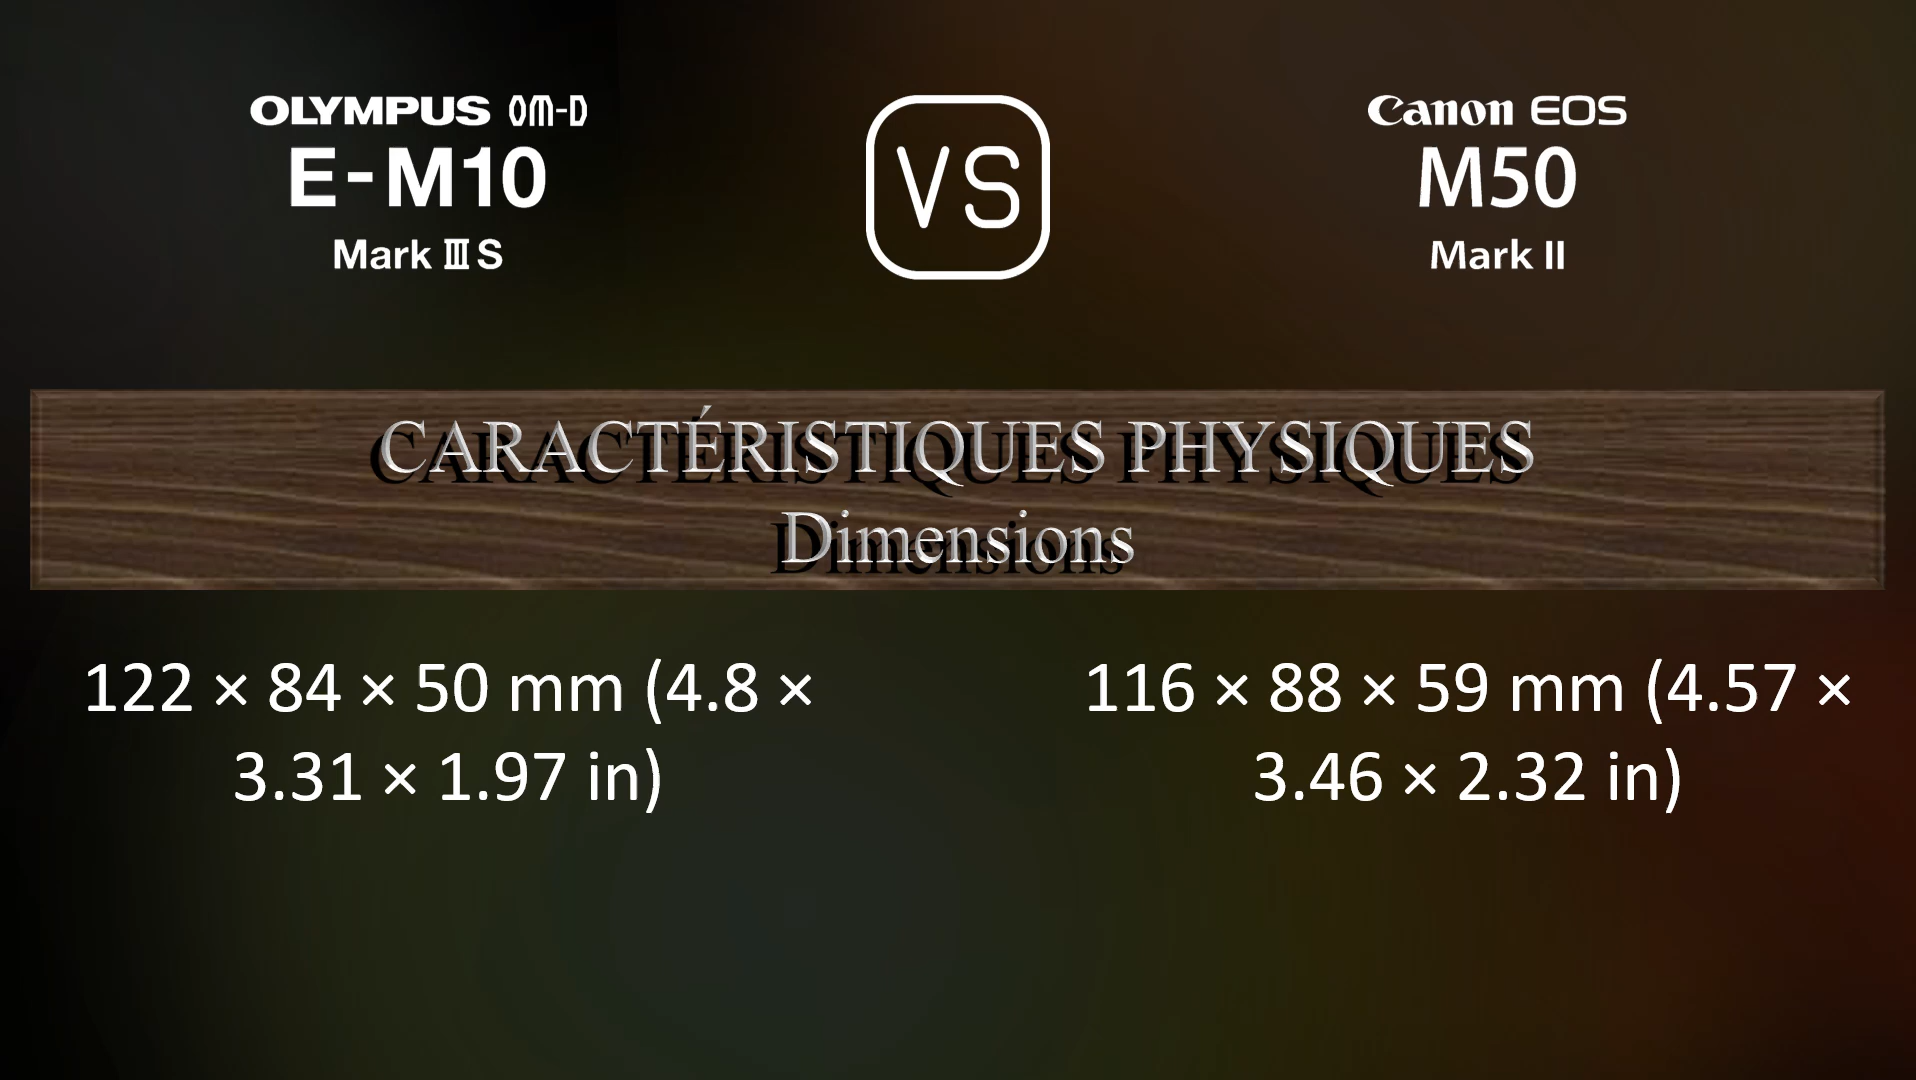 OLYMPUS OM-D
E-M10
Mark III S
VS
Canon EOS
M50
Mark II
CARACTÉRISTIQUES PHYSIQUES
Dimensions
122 × 84 × 50 mm (4.8 ×
3.31 × 1.97 in)
116 × 88 × 59 mm (4.57 ×
3.46 × 2.32 in)